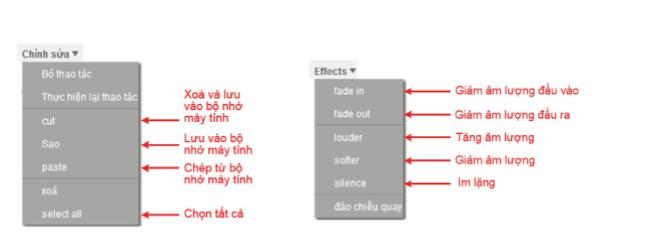 Chỉnh sửa ▼
Bỏ thao tác
Thực hiện lại thao tác
cut
Sao
paste
xoá
select all
Xoá và lưu
vào bộ nhớ
máy tính
Lưu vào bộ
nhớ máy tính
Chép từ bộ
nhớ máy tính
Chọn tất cả
Effects ▼
fade in
fade out
louder
softer
silence
đảo chiều quay
Giảm âm lượng đầu vào
Giảm âm lượng đầu ra
Tăng âm lượng
Giảm âm lượng
Im lặng